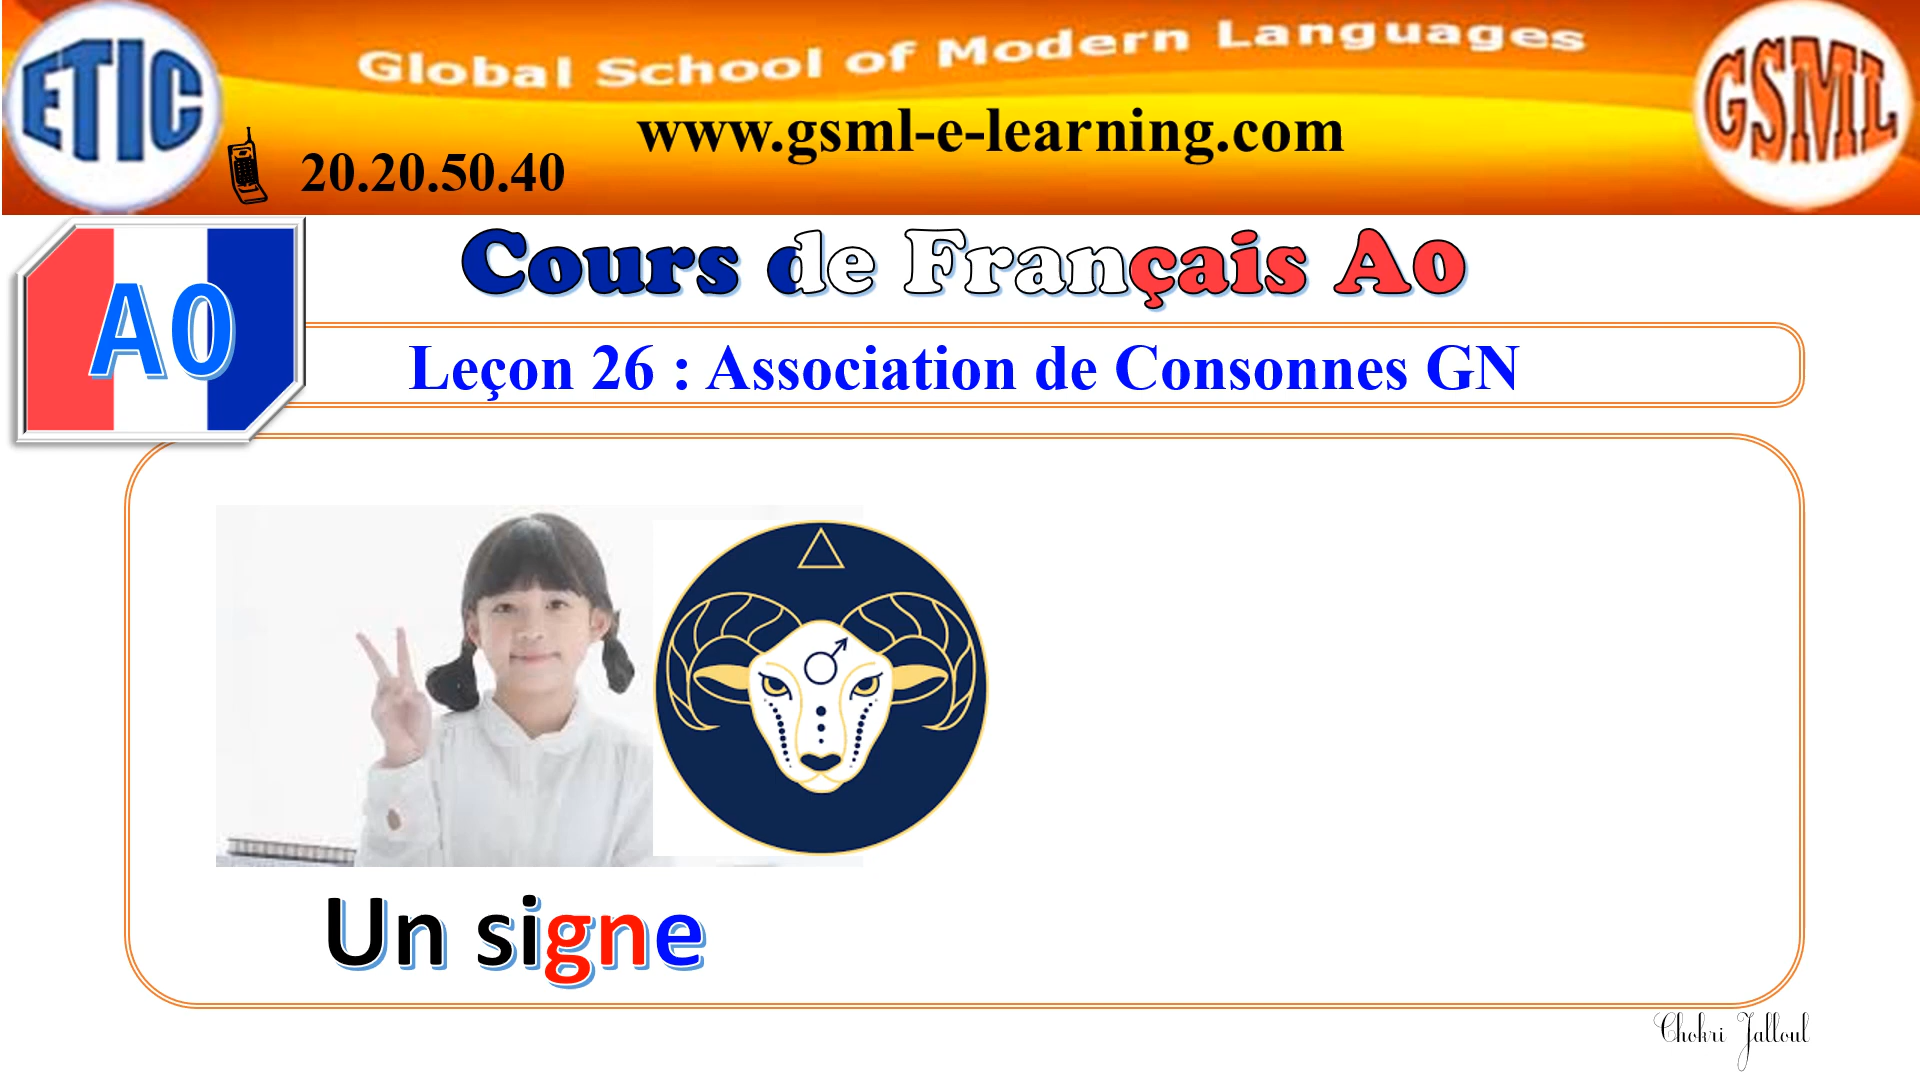 ETIC
Global School of Modern Languages
GSML
www.gsml-e-learning.com
20.20.50.40
A0
Cours de Français A0
Leçon 26 : Association de Consonnes GN
Un signe
Chokri Jalloul